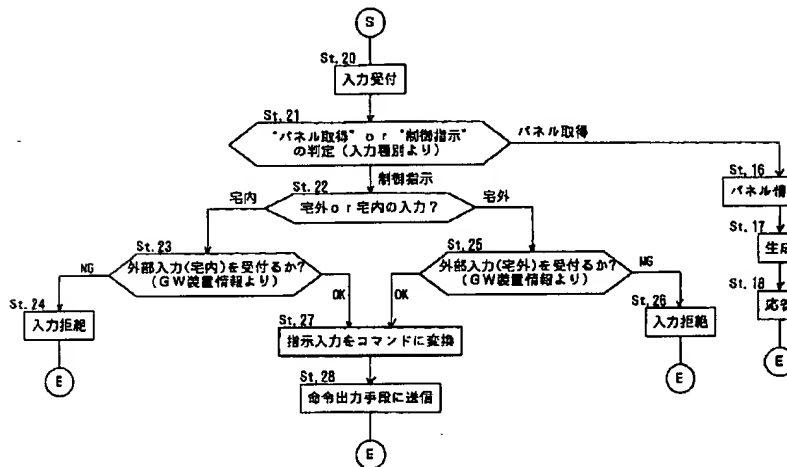 S
St.20
入力受付
St.21
"パネル取得" or "制御指示"
の判定(入力種別より)
パネル取得
制御指示
St.16
パネル情
St.22
宅外or宅内の入力?
宅内
宅外
St.17
生成
St.23
外部入力(宅内)を受付るか?
(GW装置情報より)
St.25
外部入力(宅外)を受付るか?
(GW装置情報より)
NG
OK
OK
NG
St.18
応答
St.24
入力拒絶
St.26
入力拒絶
St.27
指示入力をコマンドに変換
E
E
E
St.28
命令出力手段に送信
E